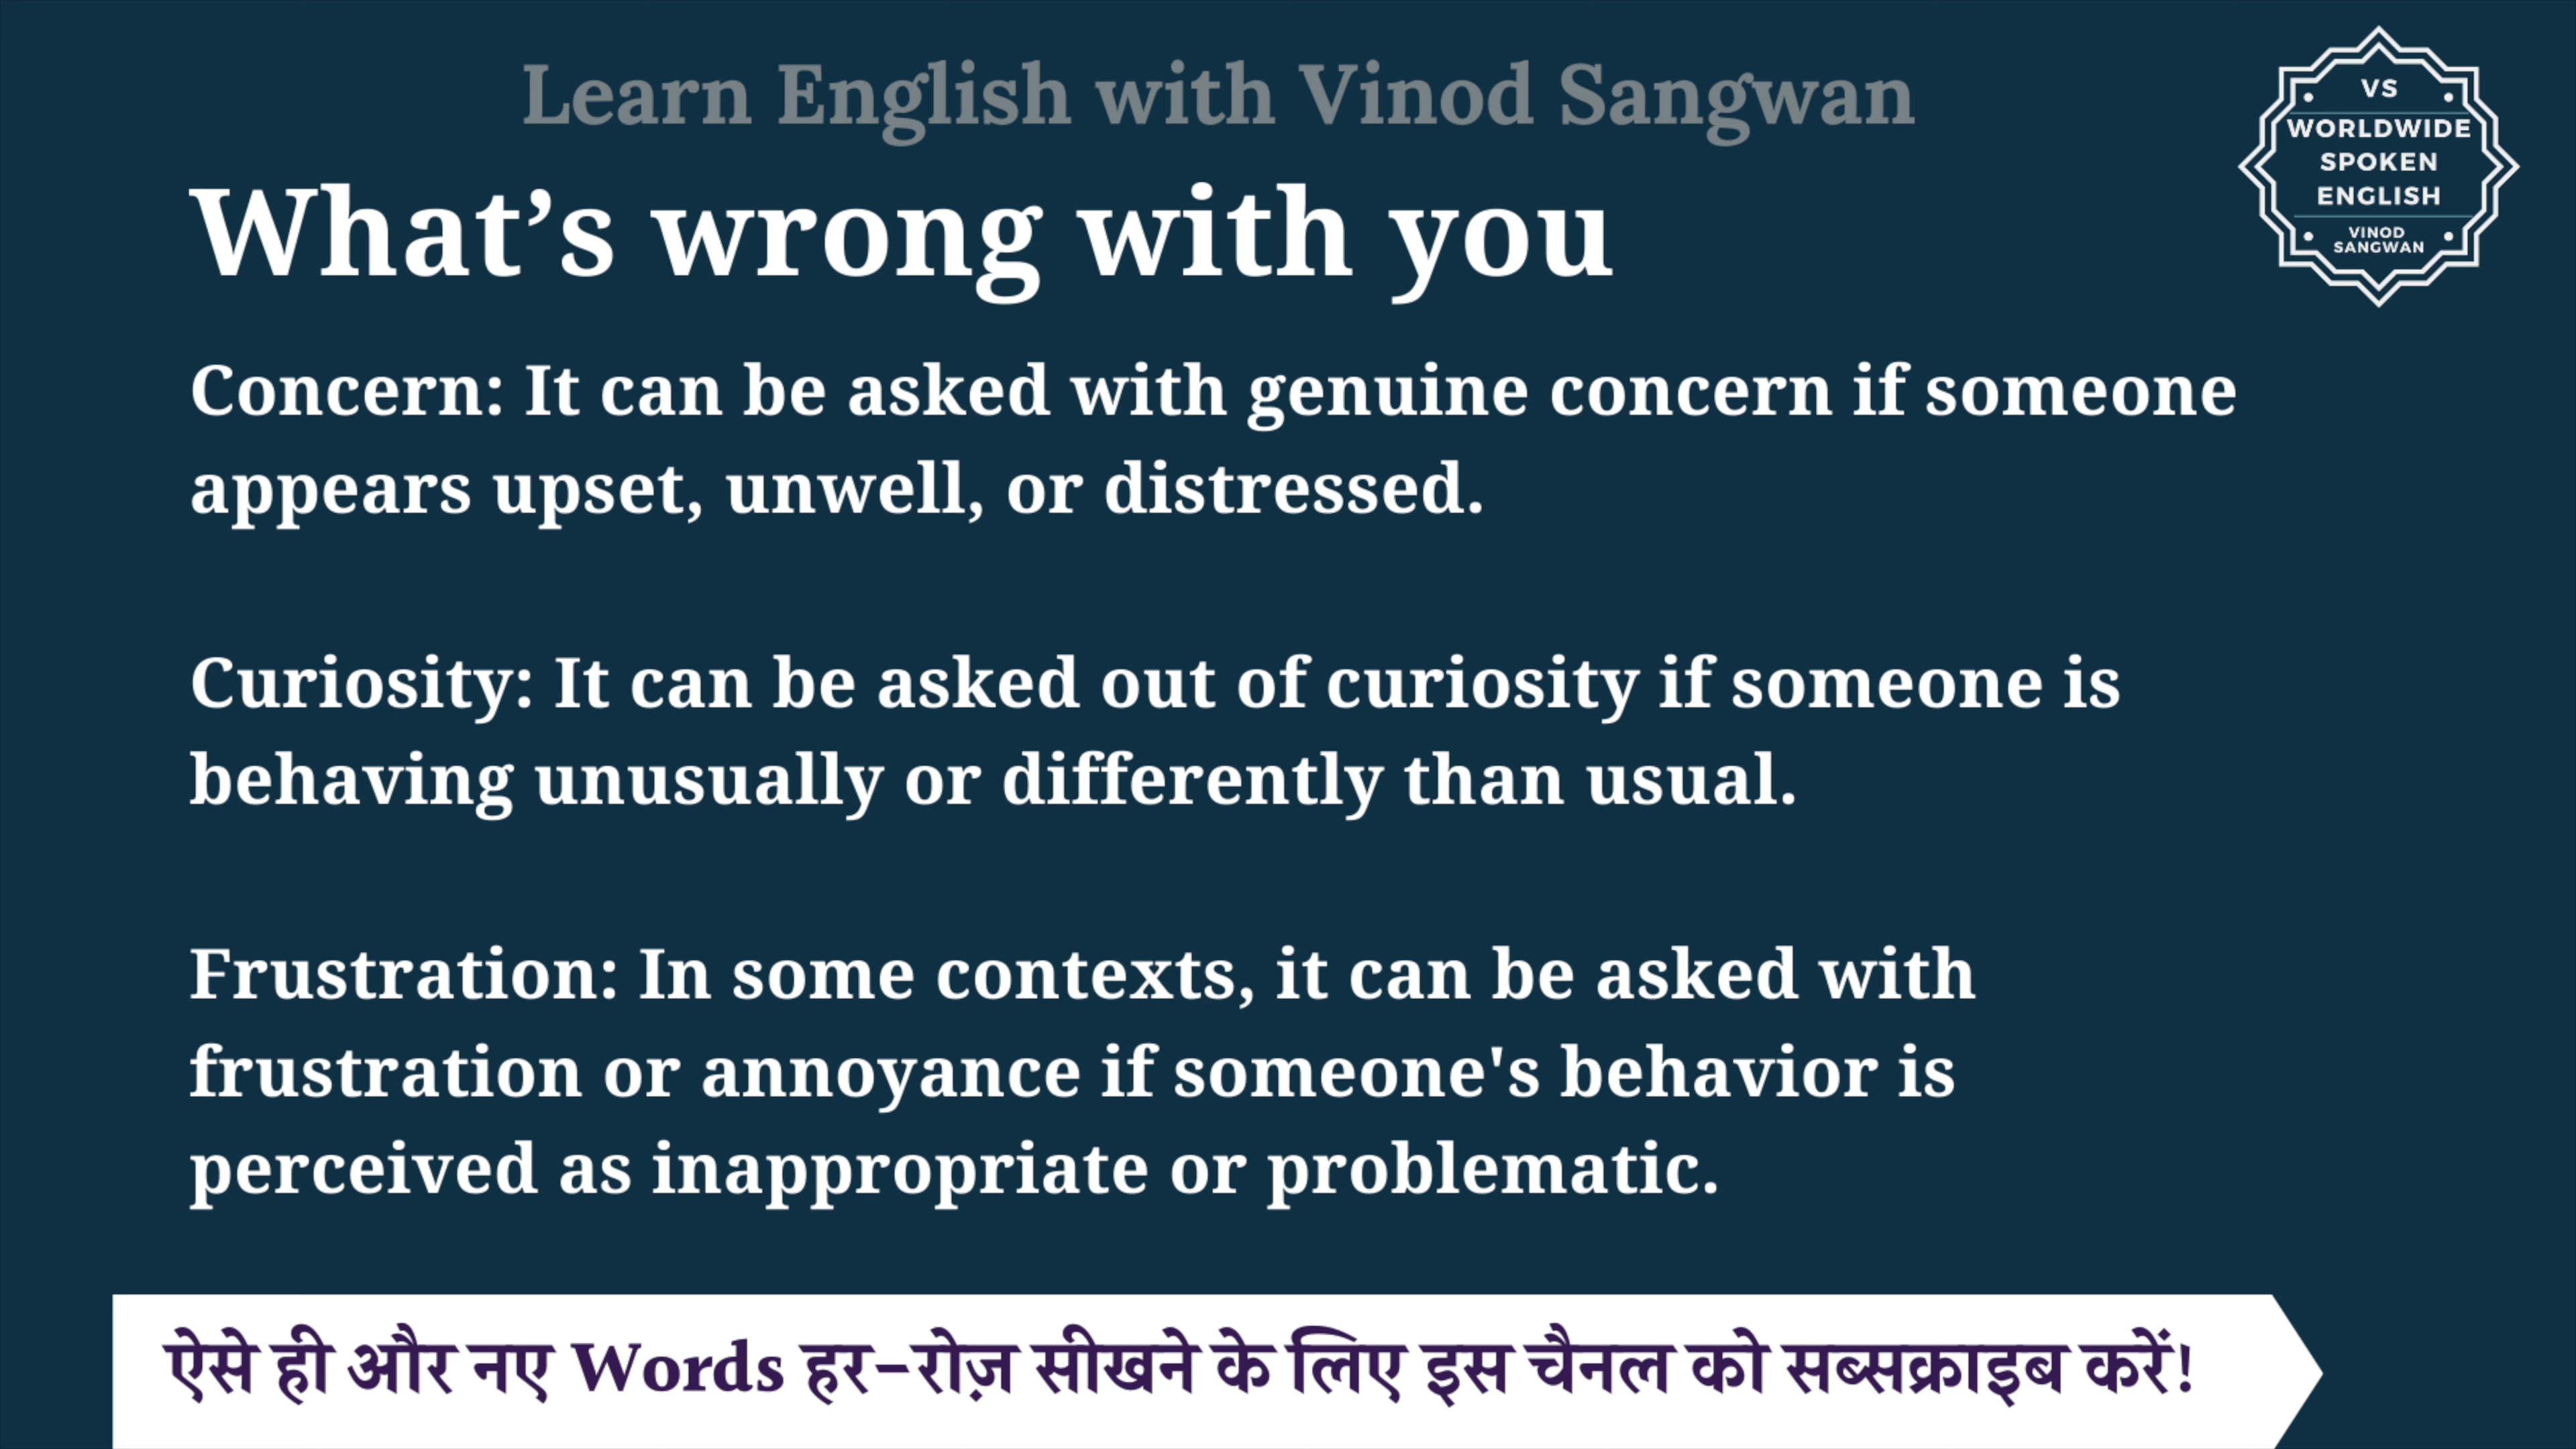 Learn English with Vinod Sangwan
VS
WORLDWIDE
SPOKEN
ENGLISH
VINOD
SANGWAN
What’s wrong with you
Concern: It can be asked with genuine concern if someone
appears upset, unwell, or distressed.
Curiosity: It can be asked out of curiosity if someone is
behaving unusually or differently than usual.
Frustration: In some contexts, it can be asked with
frustration or annoyance if someone's behavior is
perceived as inappropriate or problematic.
ऐसे ही और नए Words हर-रोज़ सीखने के लिए इस चैनल को सब्सक्राइब करें!